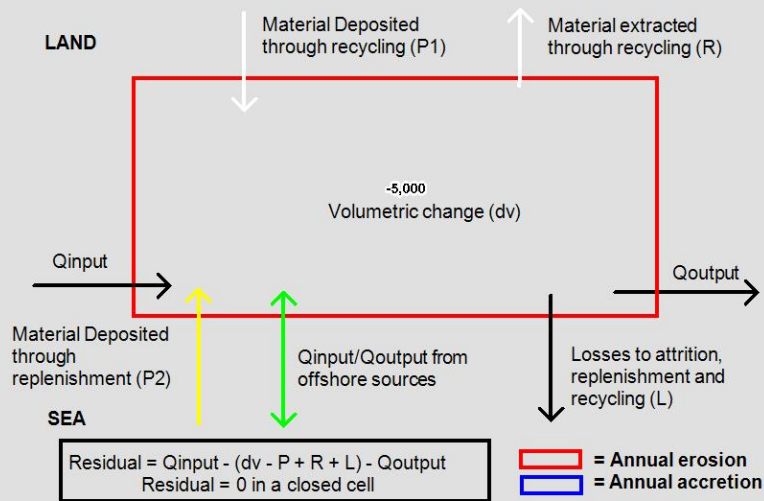 LAND
Material Deposited
through recycling (P1)
Material extracted
through recycling (R)
-5,000
Volumetric change (dv)
Qinput
Qoutput
Material Deposited
through
replenishment (P2)
Qinput/Qoutput from
offshore sources
Losses to attrition,
replenishment and
recycling (L)
SEA
Residual = Qinput - (dv - P + R + L) - Qoutput
Residual = 0 in a closed cell
= Annual erosion
= Annual accretion